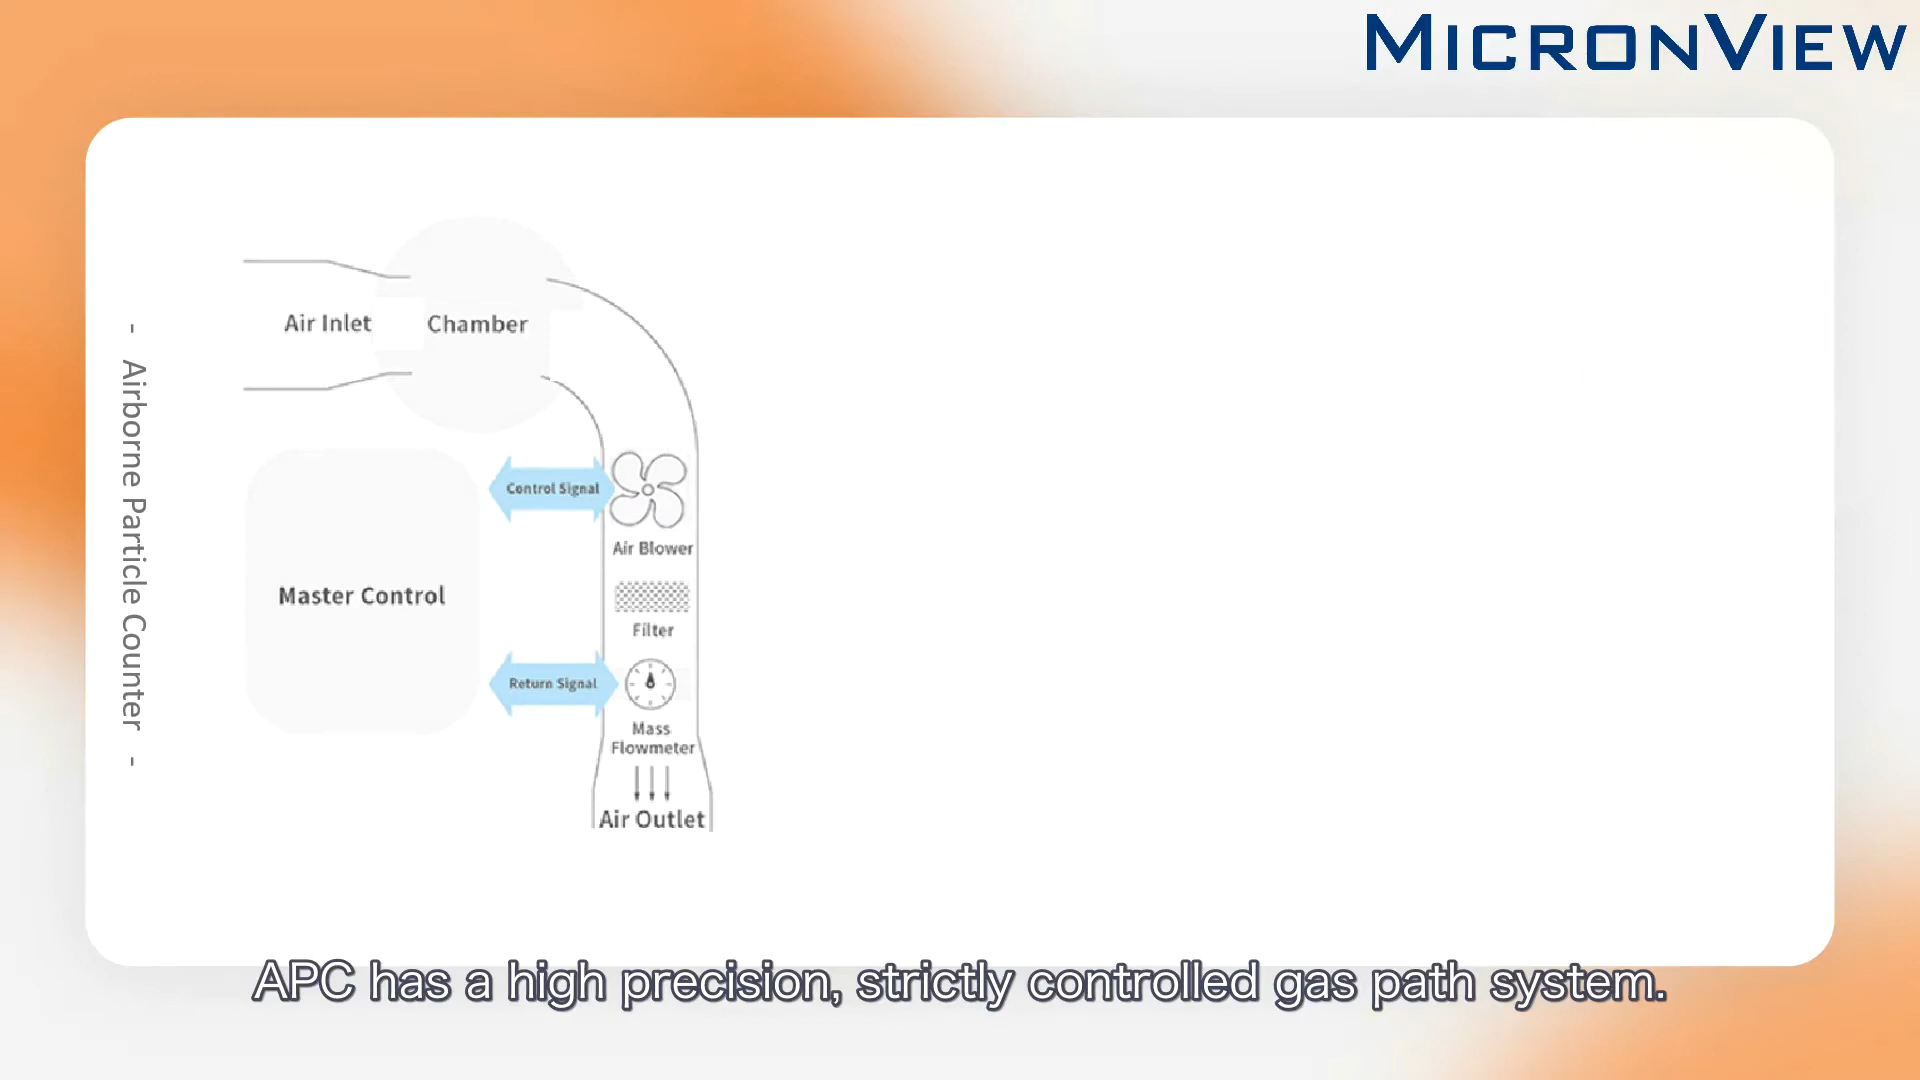 MICRONVIEW
- Airborne Particle Counter -
Air Inlet
Chamber
Control Signal
Air Blower
Master Control
Filter
Return Signal
Mass
Flowmeter
Air Outlet
APC has a high precision, strictly controlled gas path system.